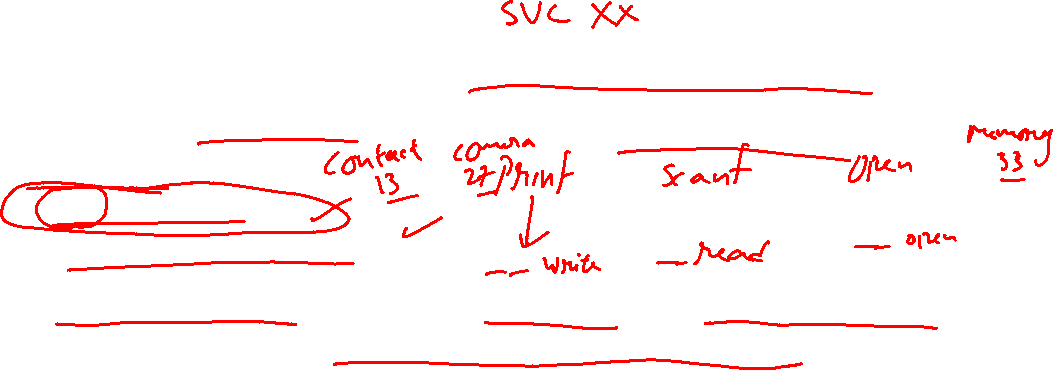 SVC XX
contact camera memory
13 27 print scanf open 33
write read open